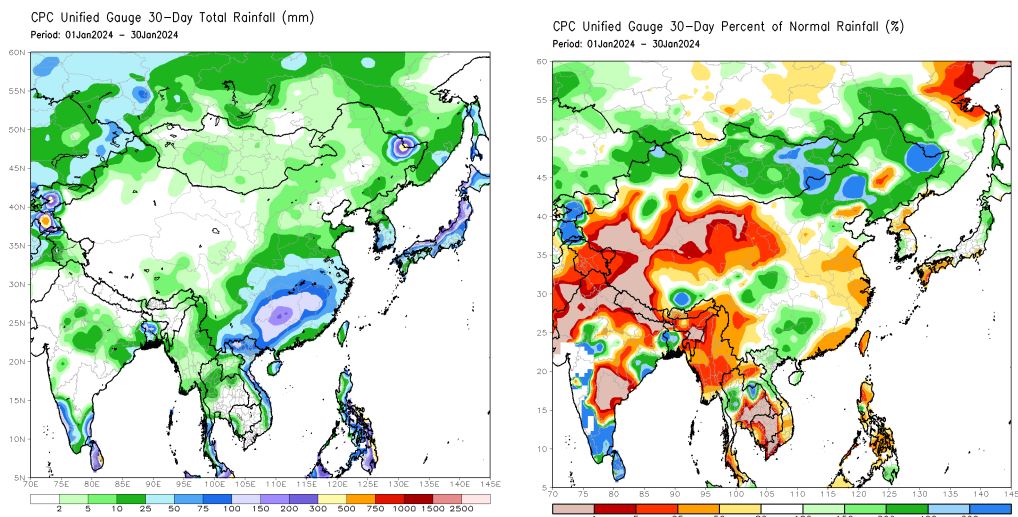 CPC Unified Gauge 30-Day Total Rainfall (mm)
Period: 01Jan2024 - 30Jan2024
60N
55N
50N
45N
40N
35N
30N
25N
20N
15N
10N
5N
70E 75E 80E 85E 90E 95E 100E 105E 110E 115E 120E 125E 130E 135E 140E 145E
2 5 10 25 50 75 100 150 200 300 500 750 1000 1500 2500
CPC Unified Gauge 30-Day Percent of Normal Rainfall (%)
Period: 01Jan2024 - 30Jan2024
60
55
50
45
40
35
30
25
20
15
10
5
70 75 80 85 90 95 100 105 110 115 120 125 130 135 140 145